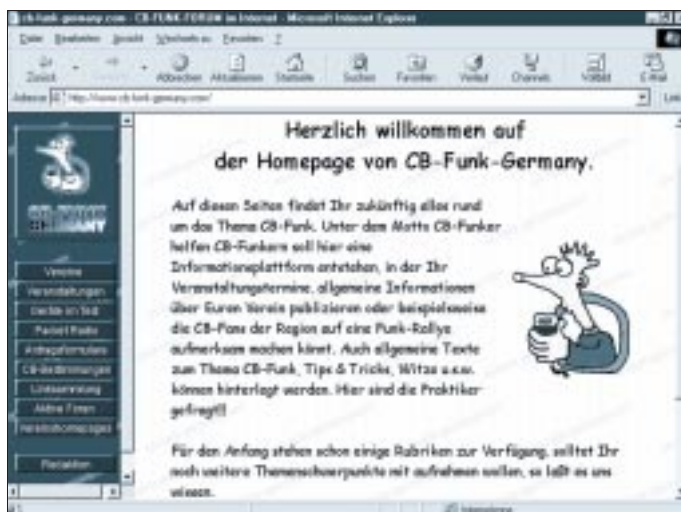 cb-funk-germany.com - CB-FUNK-FORUM im Internet - Microsoft Internet Explorer
Datei Bearbeiten Ansicht Wechseln zu Favoriten ?
Zurück Abbrechen Aktualisieren Startseite Suchen Favoriten Verlauf Channels Vollbild E-Mail
Adresse http://www.cb-funk-germany.com/
GERMANY
Vereine
Veranstaltungen
Geräte im Test
Packet Radio
Antragsformulare
CB-Bestimmungen
Linksammlung
Aktive Foren
Vereinshomepages
Redaktion
Herzlich willkommen auf
der Homepage von CB-Funk-Germany.
Auf diesen Seiten findet Ihr zukünftig alles rund
um das Thema CB-Funk. Unter dem Motto CB-Funker
helfen CB-Funkern soll hier eine
Informationsplattform entstehen, in der Ihr
Veranstaltungstermine, allgemeine Informationen
über Euren Verein publizieren oder beispielsweise
die CB-Fans der Region auf eine Funk-Rallye
aufmerksam machen könnt. Auch allgemeine Texte
zum Thema CB-Funk, Tips & Tricks, Witze u.s.w.
können hinterlegt werden. Hier sind die Praktiker
gefragt!!
Für den Anfang stehen schon einige Rubriken zur Verfügung, solltet Ihr
noch weitere Themenschwerpunkte mit aufnehmen wollen, so laßt es uns
wissen.
Internetzone